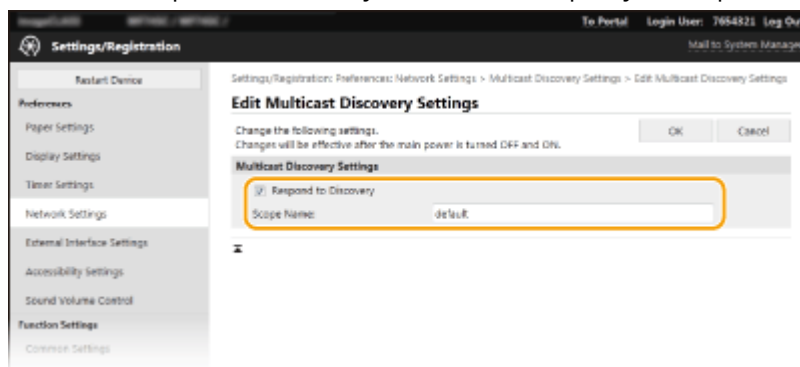 To Portal Login User: 7654321 Log Ou
Settings/Registration
Mail to System Manage
Restart Device
Settings/Registration: Preferences: Network Settings > Multicast Discovery Settings > Edit Multicast Discovery Settings
Preferences
Edit Multicast Discovery Settings
Paper Settings
Change the following settings.
Changes will be effective after the main power is turned OFF and ON.
OK
Cancel
Display Settings
Multicast Discovery Settings
Timer Settings
Respond to Discovery
Network Settings
Scope Name:
default
External Interface Settings
Accessibility Settings
Sound Volume Control
Function Settings
Common Settings